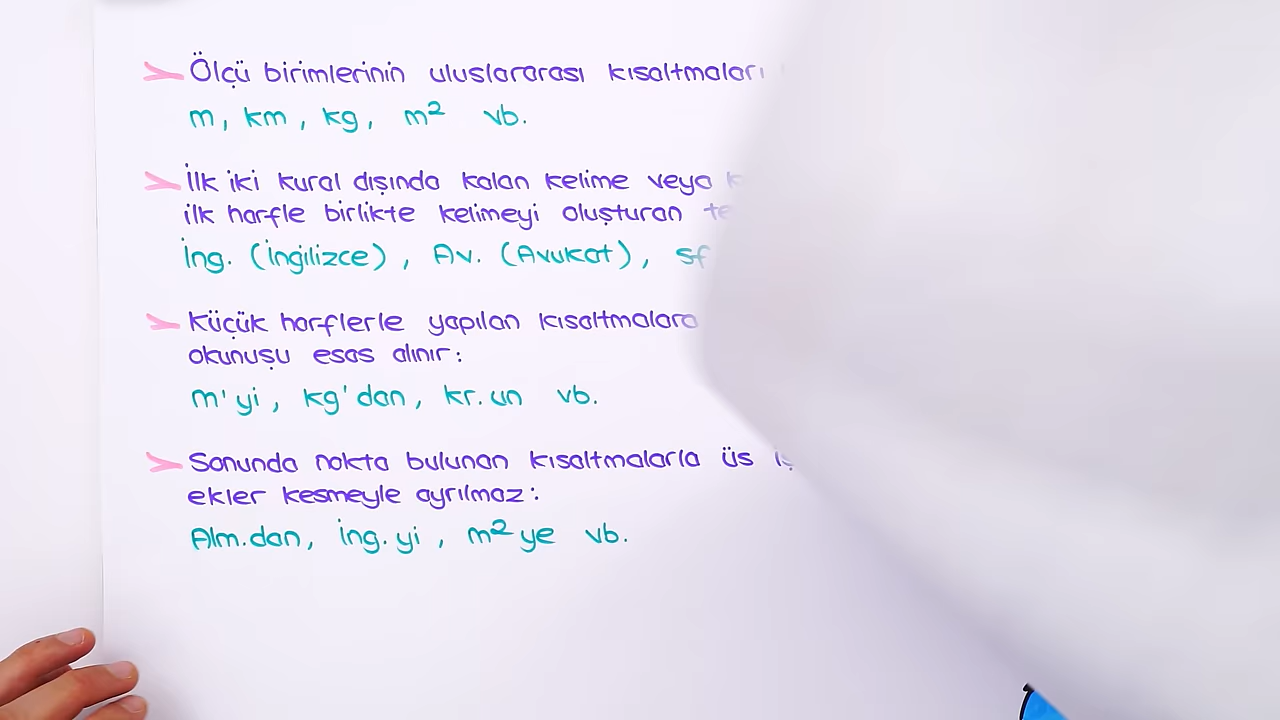 Ölçü birimlerinin uluslararası kısaltmaları
m, km, kg, m² vb.
İlk iki kural dışında kalan kelime veya
ilk harfle birlikte kelimeyi oluşturan
İng. (İngilizce), Av. (Avukat),
Küçük harflerle yapılan kısaltmalara
okunuşu esas alınır:
m'yi, kg'dan, kr.un vb.
Sonunda nokta bulunan kısaltmalarla üs
ekler kesmeyle ayrılmaz:
Alm.dan, İng.yi, m²ye vb.